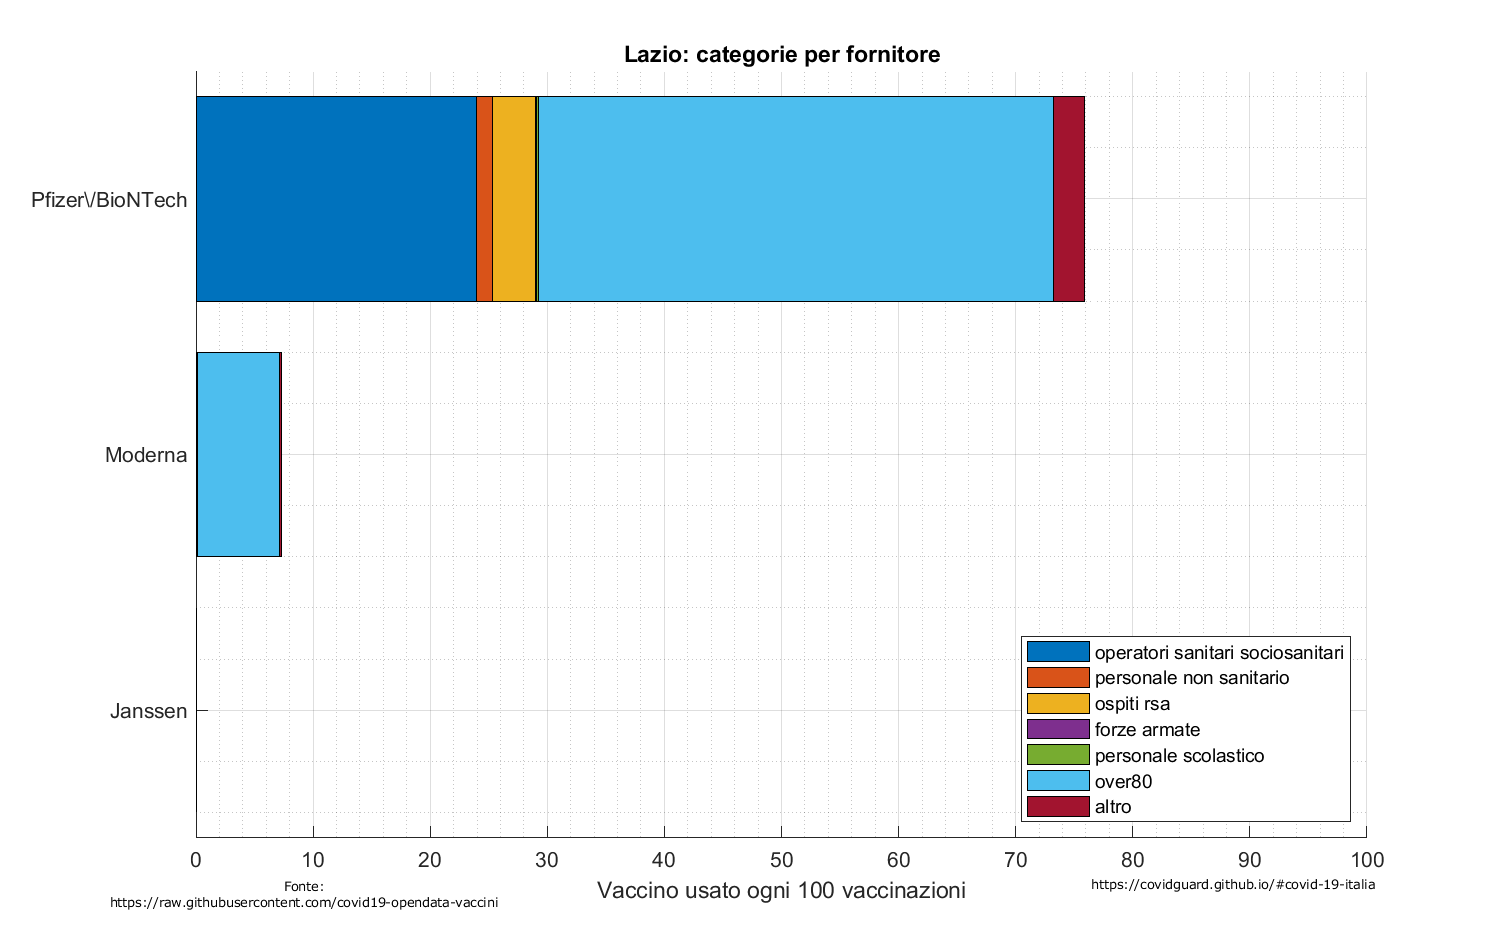 Lazio: categorie per fornitore
Pfizer\/BioNTech
Moderna
Janssen
operatori sanitari sociosanitari
personale non sanitario
ospiti rsa
forze armate
personale scolastico
over80
altro
0 10 20 30 40 50 60 70 80 90 100
Vaccino usato ogni 100 vaccinazioni
Fonte:
https://raw.githubusercontent.com/covid19-opendata-vaccini
https://covidguard.github.io/#covid-19-italia